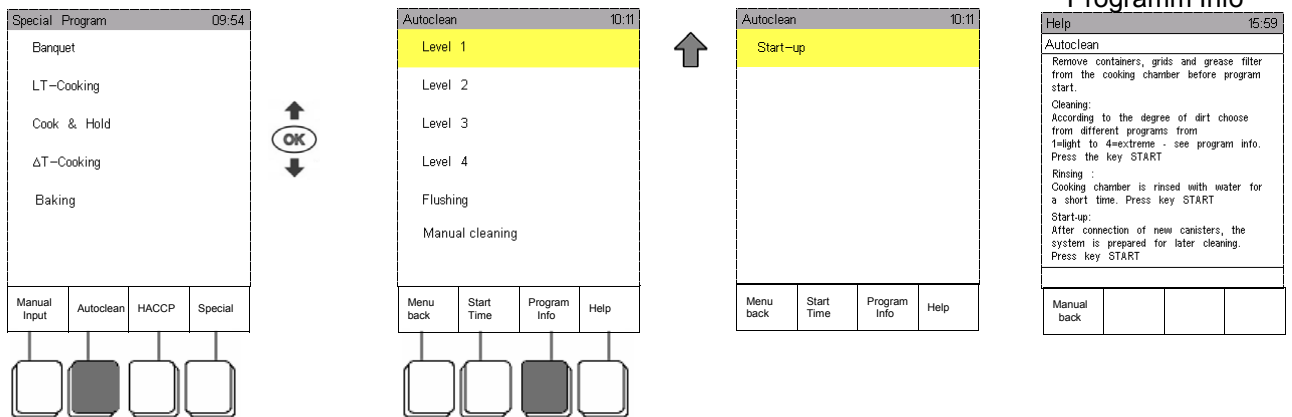 Special Program 09:54
Banquet
LT-Cooking
Cook & Hold
ΔT-Cooking
Baking
Manual Input
Autoclean
HACCP
Special
OK
Autoclean 10:11
Level 1
Level 2
Level 3
Level 4
Flushing
Manual cleaning
Menu back
Start Time
Program Info
Help
Autoclean 10:11
Start-up
Menu back
Start Time
Program Info
Help
Programm Info
Help 15:59
Autoclean
Remove containers, grids and grease filter
from the cooking chamber before program
start.
Cleaning:
According to the degree of dirt choose
from different programs from
1=light to 4=extreme - see program info.
Press the key START
Rinsing :
Cooking chamber is rinsed with water for
a short time. Press key START
Start-up:
After connection of new canisters, the
system is prepared for later cleaning.
Press key START
Manual back